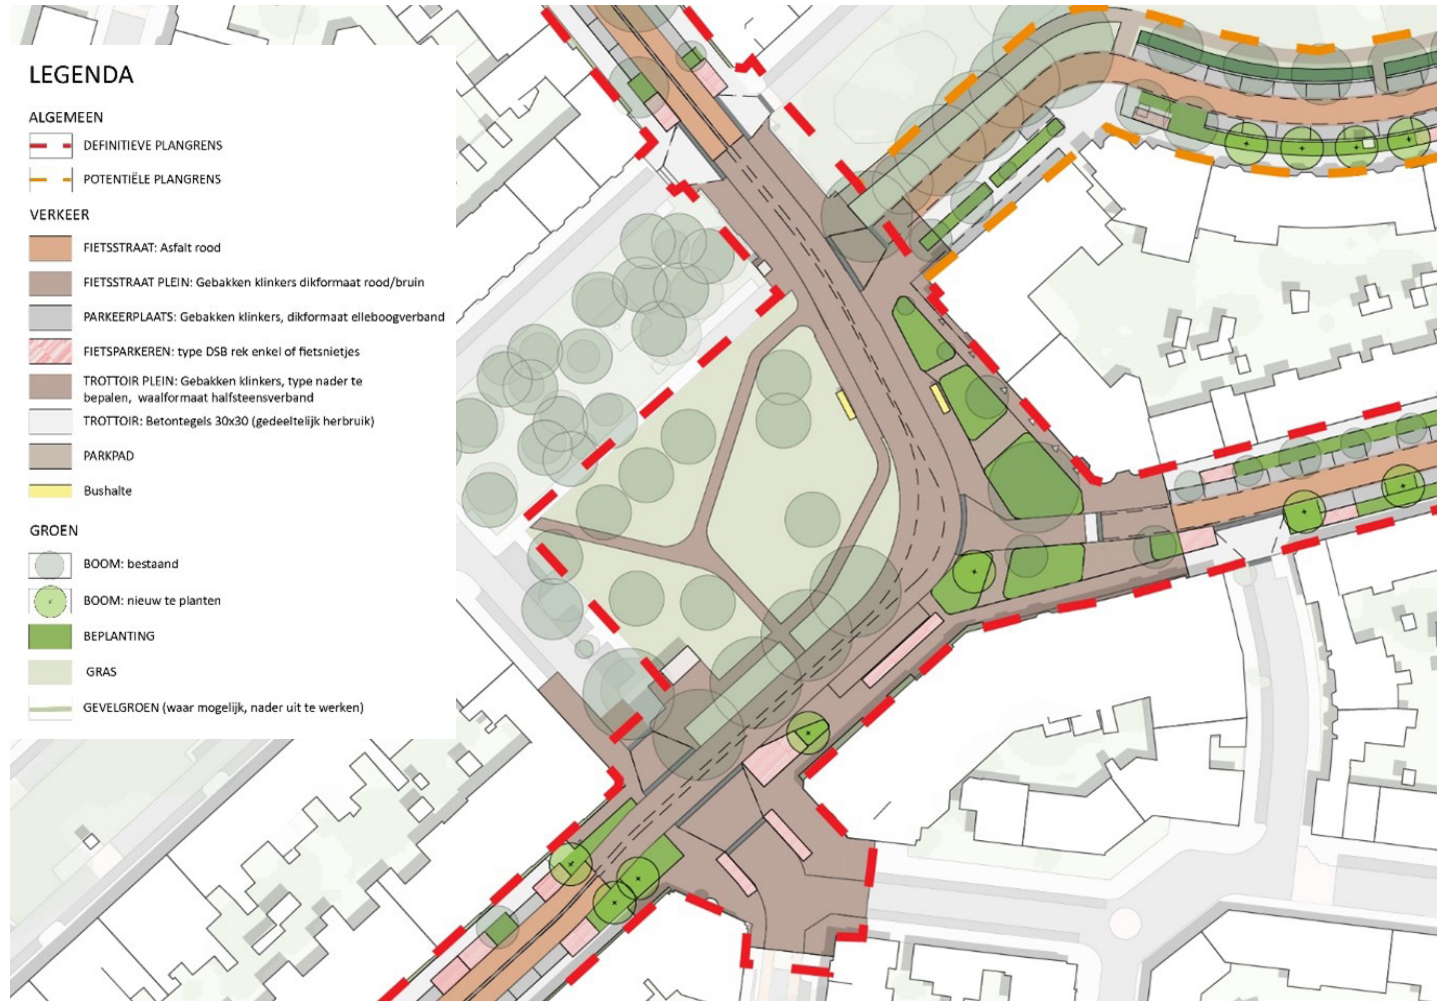 LEGENDA
ALGEMEEN
DEFINITIEVE PLANGRENS
POTENTIËLE PLANGRENS
VERKEER
FIETSSTRAAT: Asfalt rood
FIETSSTRAAT PLEIN: Gebakken klinkers dikformaat rood/bruin
PARKEERPLAATS: Gebakken klinkers, dikformaat elleboogverband
FIETSPARKEREN: type DSB rek enkel of fietsnietjes
TROTTOIR PLEIN: Gebakken klinkers, type nader te
bepalen, waalformaat halfsteensverband
TROTTOIR: Betontegels 30x30 (gedeeltelijk herbruik)
PARKPAD
Bushalte
GROEN
BOOM: bestaand
BOOM: nieuw te planten
BEPLANTING
GRAS
GEVELGROEN (waar mogelijk, nader uit te werken)